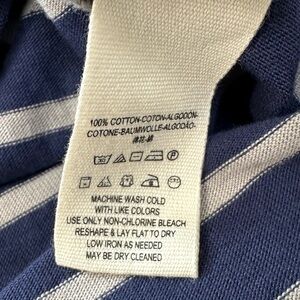 100% COTTON-COTON-ALGODÓN-
COTONE-BAUMWOLLE-ALGODÃO-
MACHINE WASH COLD
WITH LIKE COLORS
USE ONLY NON-CHLORINE BLEACH
RESHAPE & LAY FLAT TO DRY
LOW IRON AS NEEDED
MAY BE DRY CLEANED